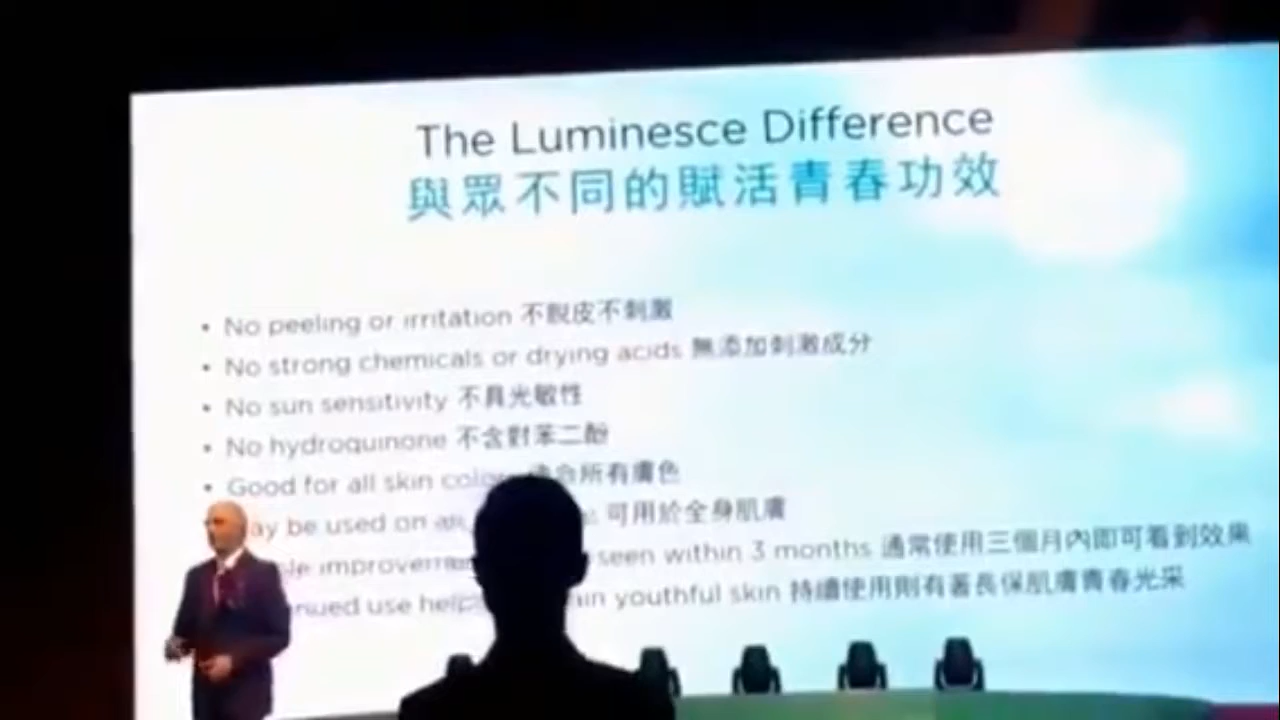 The Luminesce Difference
與眾不同的賦活青春功效
• No peeling or irritation 不脫皮不刺激
• No strong chemicals or drying acids 無添加刺激成分
• No sun sensitivity 不具光敏性
• No hydroquinone 不含對苯二酚
• Good for all skin 所有膚色
be used on 可用於全身肌膚
seen within 3 months 通常使用三個月內即可看到效果
use youthful skin 持續使用則有著長保肌膚青春光采